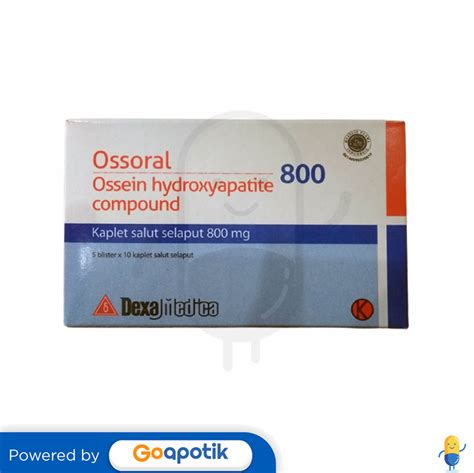 Ossoral
Ossein hydroxyapatite
compound
800
Kaplet salut selaput 800 mg
5 blister x 10 kaplet salut selaput
6
Dexa Medica
K
Powered by
Goapotik